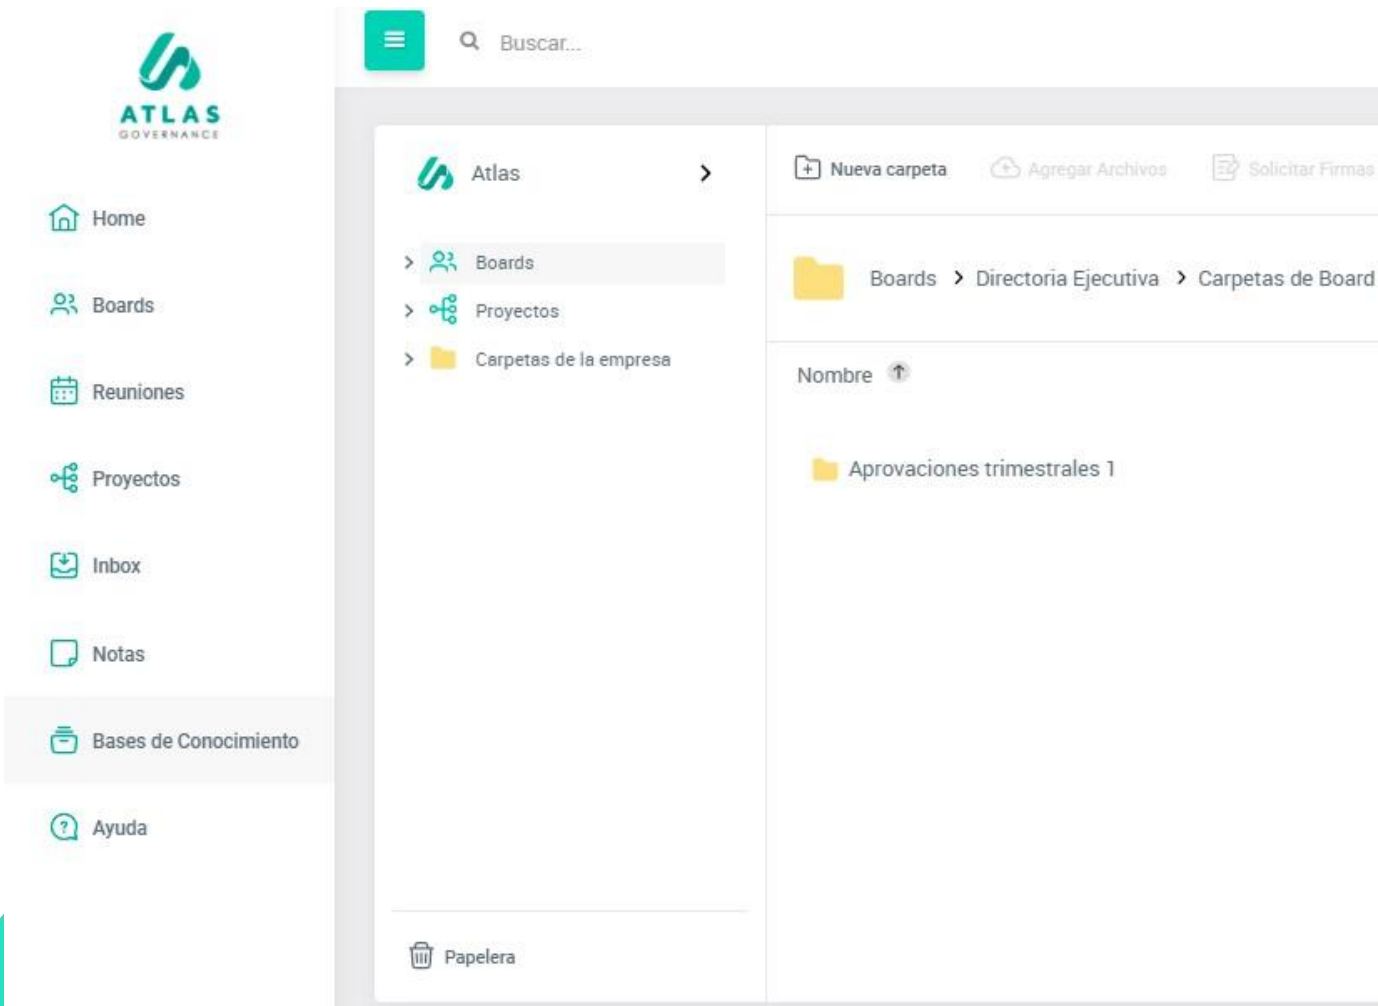 ATLAS
GOVERNANCE
Home
Boards
Reuniones
Proyectos
Inbox
Notas
Bases de Conocimiento
Ayuda
Buscar...
Atlas
Boards
Proyectos
Carpetas de la empresa
Papelera
Nueva carpeta Agregar Archivos Solicitar Firmas
Boards > Directoria Ejecutiva > Carpetas de Board
Nombre
Aprovaciones trimestrales 1